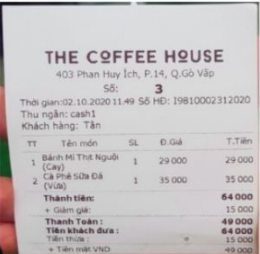 THE COFFEE HOUSE
403 Phan Huy Ích, P.14, Q.Gò Vấp
Số: 3
Thời gian:02.10.2020 11:49 Số HĐ: 19810002312020
Thu ngân: cash1
Khách hàng: Tân
TT Tên món SL Đ.Giá T.Tiền
1 Bánh Mì Thịt Nguội (Cay) 1 29 000 29 000
2 Cà Phê Sữa Đá (Vừa) 1 35 000 35 000
Thành tiền: 64 000
+ Giảm giá: 15 000
Thanh Toán : 49 000
Tiền khách đưa : 64 000
Tiền thừa : 15 000
+ Tiền mặt VND 49 000